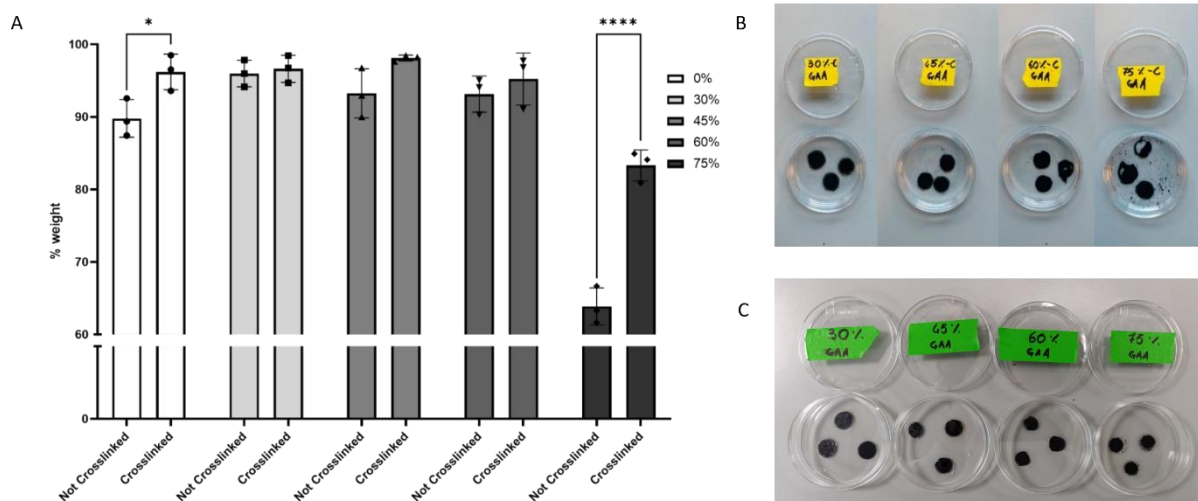 A
*
****
100
90
80
70
60
0
% weight
Not Crosslinked
Crosslinked
Not Crosslinked
Crosslinked
Not Crosslinked
Crosslinked
Not Crosslinked
Crosslinked
Not Crosslinked
Crosslinked
0%
30%
45%
60%
75%
B
30%-C
GAA
45%-C
GAA
60%-C
GAA
75%-C
GAA
C
30%
GAA
45%
GAA
60%
GAA
75%
GAA